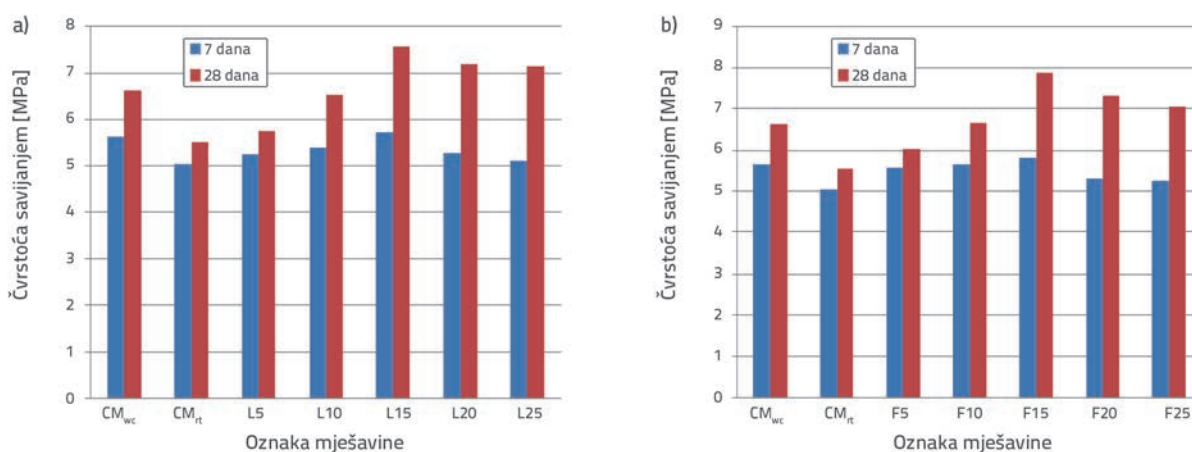 a)
Čvrstoća savijanjem [MPa]
8
7
6
5
4
3
2
1
0
7 dana
28 dana
CMwc CMrt L5 L10 L15 L20 L25
Oznaka mješavine
b)
Čvrstoća savijanjem [MPa]
9
8
7
6
5
4
3
2
1
0
7 dana
28 dana
CMwc CMrt F5 F10 F15 F20 F25
Oznaka mješavine